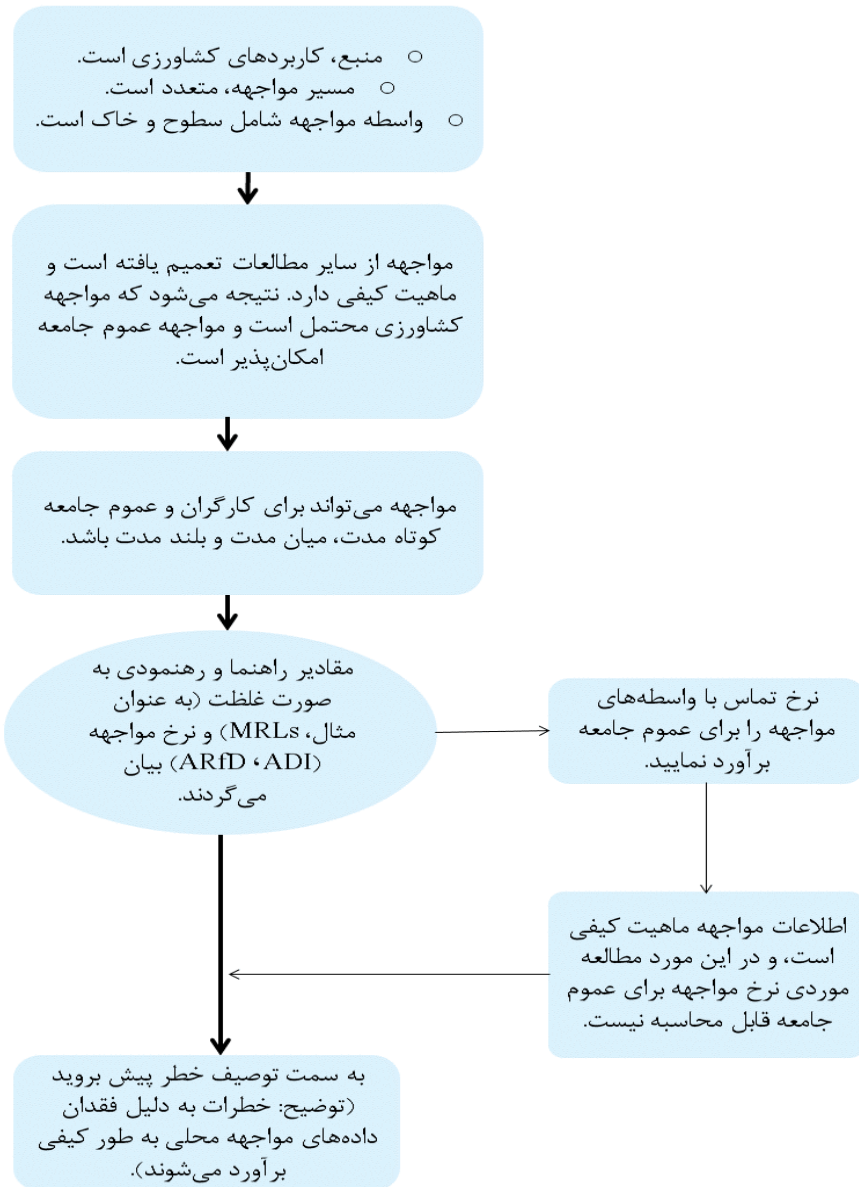 ○ منبع، کاربردهای کشاورزی است.
○ مسیر مواجهه، متعدد است.
○ واسطه مواجهه شامل سطوح و خاک است.
مواجهه از سایر مطالعات تعمیم یافته است و
ماهیت کیفی دارد. نتیجه می‌شود که مواجهه
کشاورزی محتمل است و مواجهه عموم جامعه
امکان‌پذیر است.
مواجهه می‌تواند برای کارگران و عموم جامعه
کوتاه مدت، میان مدت و بلند مدت باشد.
مقادیر راهنما و رهنمودی به
صورت غلظت (به عنوان
مثال، MRLs) و نرخ مواجهه
(ARfD ،ADI) بیان
می‌گردند.
نرخ تماس با واسطه‌های
مواجهه را برای عموم جامعه
برآورد نمایید.
اطلاعات مواجهه ماهیت کیفی
است، و در این مورد مطالعه
موردی نرخ مواجهه برای عموم
جامعه قابل محاسبه نیست.
به سمت توصیف خطر پیش بروید
(توضیح: خطرات به دلیل فقدان
داده‌های مواجهه محلی به طور کیفی
برآورد می‌شوند).